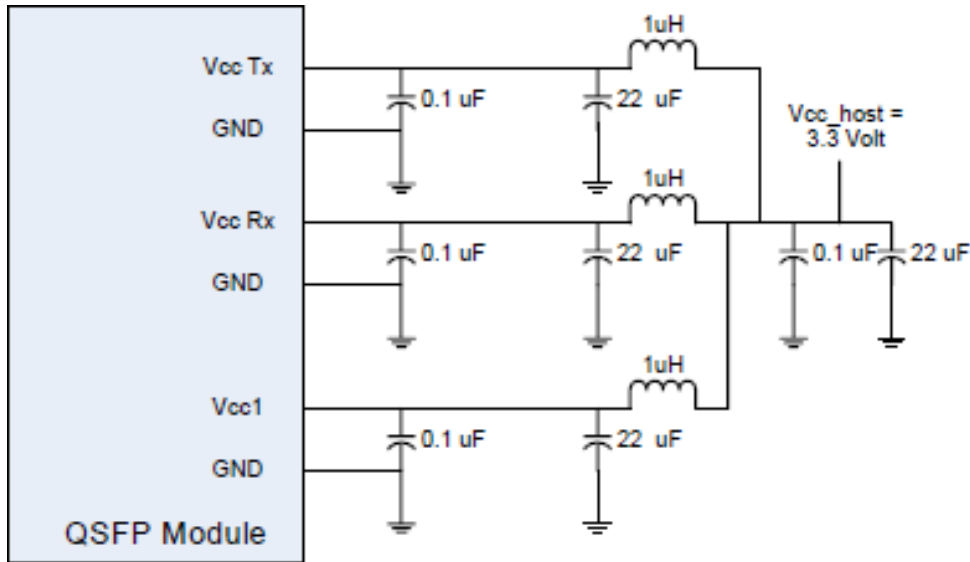 1uH
Vcc Tx
0.1 uF
22 uF
Vcc_host =
3.3 Volt
GND
1uH
Vcc Rx
0.1 uF
22 uF
0.1 uF
22 uF
GND
1uH
Vcc1
0.1 uF
22 uF
GND
QSFP Module